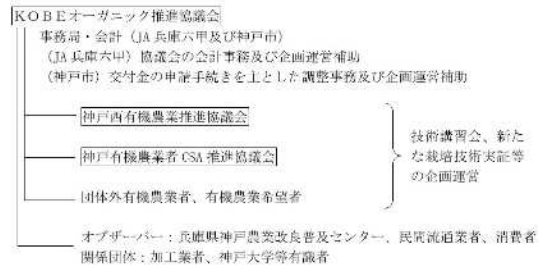 KOBEオーガニック推進協議会
事務局・会計（JA 兵庫六甲及び神戸市）
（JA 兵庫六甲）協議会の会計事務及び企画運営補助
（神戸市）交付金の申請手続きを主とした調整事務及び企画運営補助
神戸西有機農業推進協議会
神戸有機農業者 CSA 推進協議会
団体外有機農業者、有機農業希望者
技術講習会、新た
な栽培技術実証等
の企画運営
オブザーバー：兵庫県神戸農業改良普及センター、民間流通業者、消費者
関係団体：加工業者、神戸大学等有識者